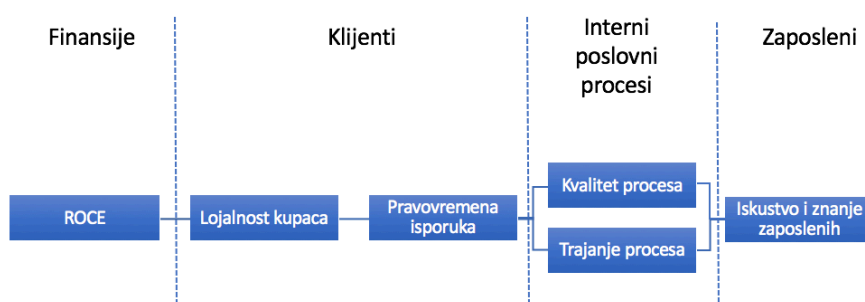 Finansije
Klijenti
Interni
poslovni
procesi
Zaposleni
ROCE
Lojalnost kupaca
Pravovremena
isporuka
Kvalitet procesa
Trajanje procesa
Iskustvo i znanje
zaposlenih